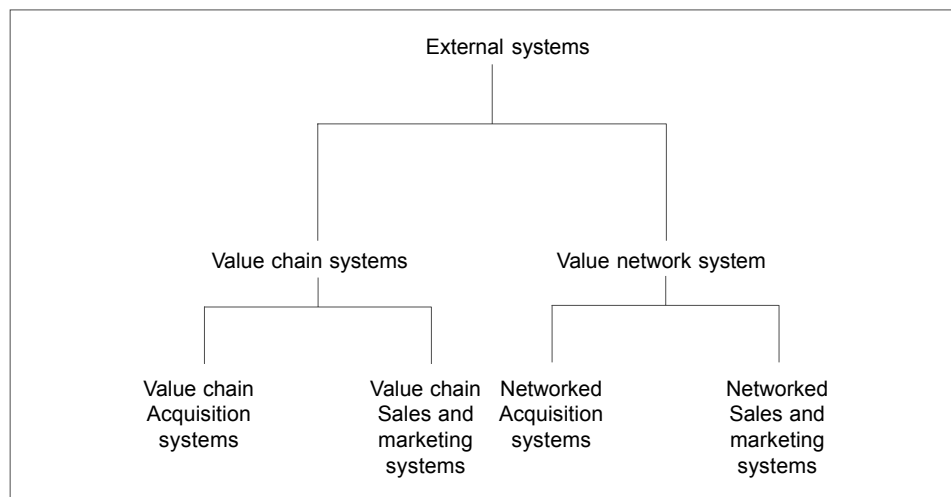 External systems
Value chain systems
Value network system
Value chain
Acquisition
systems
Value chain
Sales and
marketing
systems
Networked
Acquisition
systems
Networked
Sales and
marketing
systems